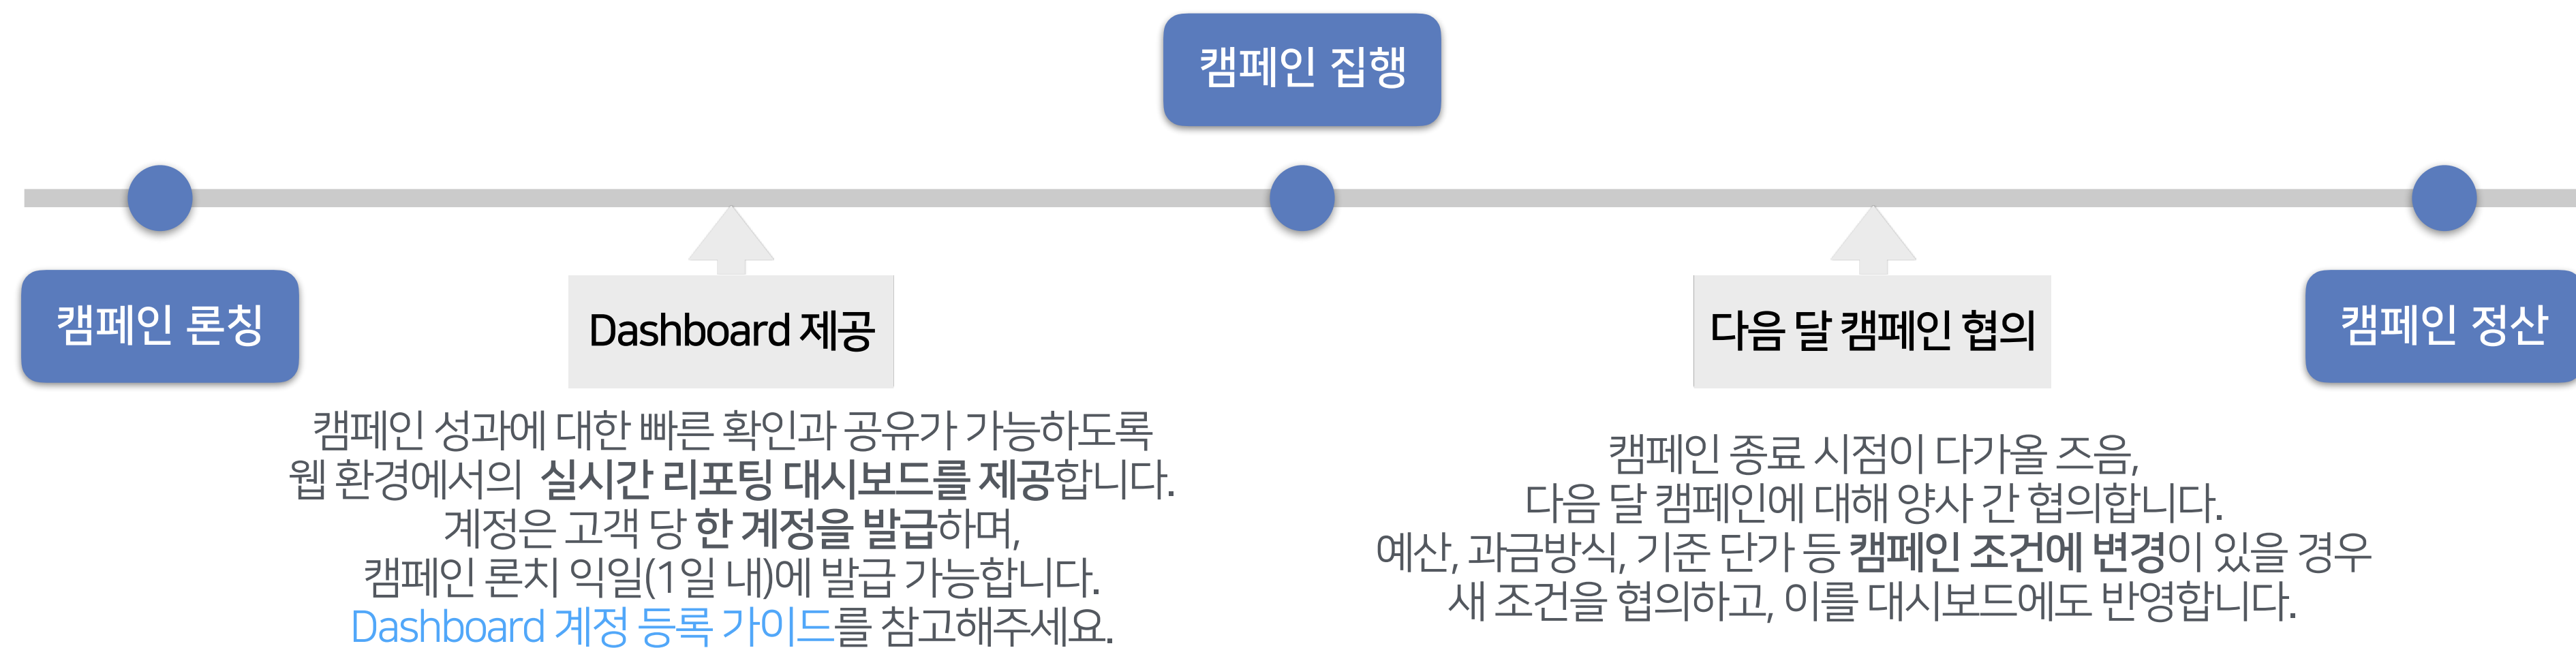 캠페인 집행
캠페인 론칭
Dashboard 제공
다음 달 캠페인 협의
캠페인 정산
캠페인 성과에 대한 빠른 확인과 공유가 가능하도록
웹 환경에서의 실시간 리포팅 대시보드를 제공합니다.
계정은 고객 당 한 계정을 발급하며,
캠페인 론치 익일(1일 내)에 발급 가능합니다.
Dashboard 계정 등록 가이드를 참고해주세요.
캠페인 종료 시점이 다가올 즈음,
다음 달 캠페인에 대해 양사 간 협의합니다.
예산, 과금방식, 기준 단가 등 캠페인 조건에 변경이 있을 경우
새 조건을 협의하고, 이를 대시보드에도 반영합니다.